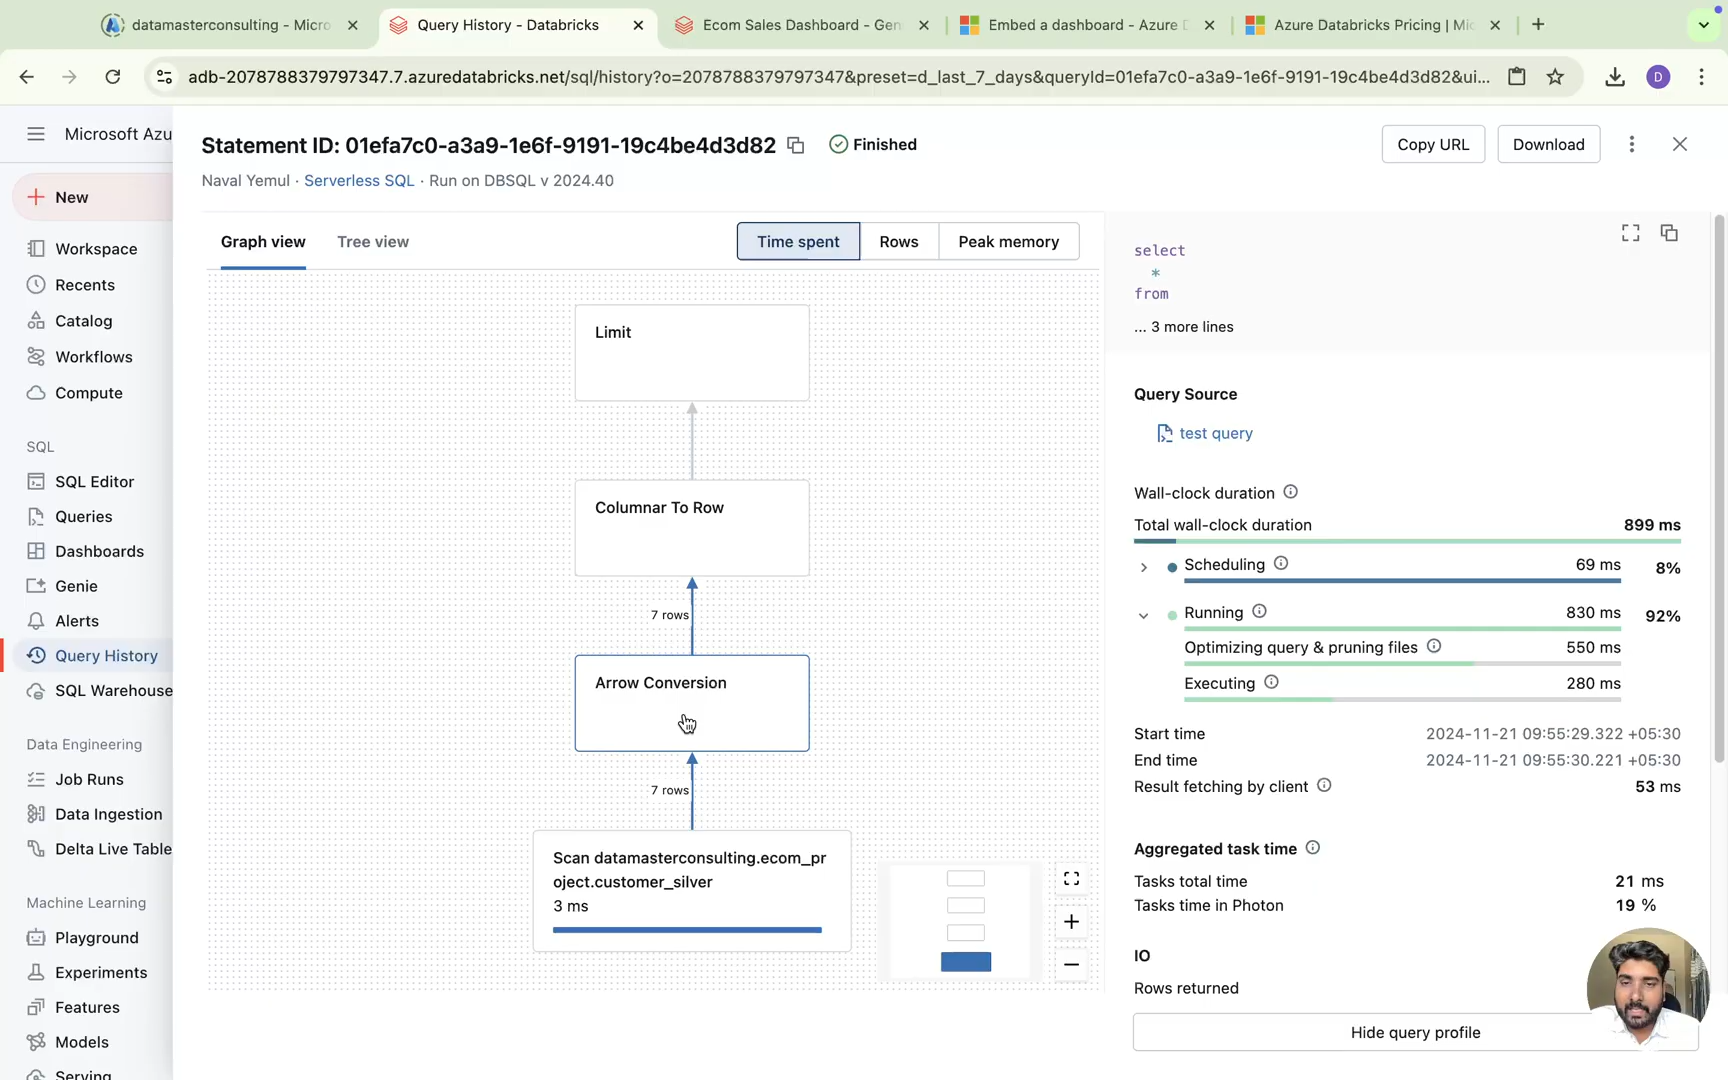 datamasterconsulting - Micro
Query History - Databricks
Ecom Sales Dashboard - Gen
Embed a dashboard - Azure D
Azure Databricks Pricing | Mic
adb-2078788379797347.7.azuredatabricks.net/sql/history?o=2078788379797347&preset=d_last_7_days&queryId=01efa7c0-a3a9-1e6f-9191-19c4be4d3d82&ui...
D
Microsoft Azu
New
Workspace
Recents
Catalog
Workflows
Compute
SQL
SQL Editor
Queries
Dashboards
Genie
Alerts
Query History
SQL Warehouse
Data Engineering
Job Runs
Data Ingestion
Delta Live Table
Machine Learning
Playground
Experiments
Features
Models
Serving
Statement ID: 01efa7c0-a3a9-1e6f-9191-19c4be4d3d82
Finished
Copy URL
Download
Naval Yemul · Serverless SQL · Run on DBSQL v 2024.40
Graph view
Tree view
Time spent
Rows
Peak memory
Limit
Columnar To Row
7 rows
Arrow Conversion
7 rows
Scan datamasterconsulting.ecom_pr
oject.customer_silver
3 ms
select
*
from
... 3 more lines
Query Source
test query
Wall-clock duration
Total wall-clock duration 899 ms
Scheduling 69 ms 8%
Running 830 ms 92%
Optimizing query & pruning files 550 ms
Executing 280 ms
Start time 2024-11-21 09:55:29.322 +05:30
End time 2024-11-21 09:55:30.221 +05:30
Result fetching by client 53 ms
Aggregated task time
Tasks total time 21 ms
Tasks time in Photon 19 %
IO
Rows returned
Hide query profile